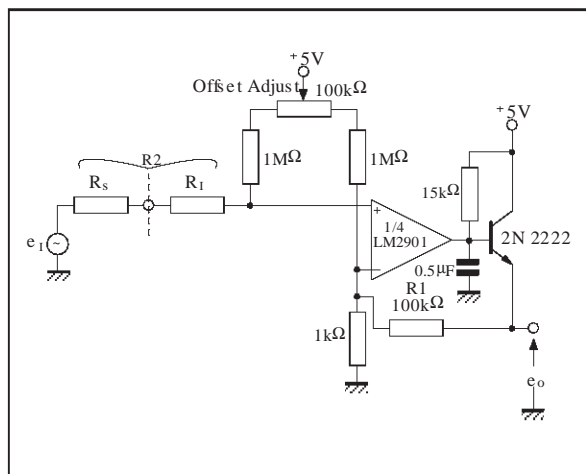 +5V
Offset Adjust
100kΩ
+5V
R2
1MΩ
1MΩ
Rs
RI
15kΩ
+
1/4
LM2901
2N 2222
eI
~
0.5μF
−
R1
100kΩ
1kΩ
eo